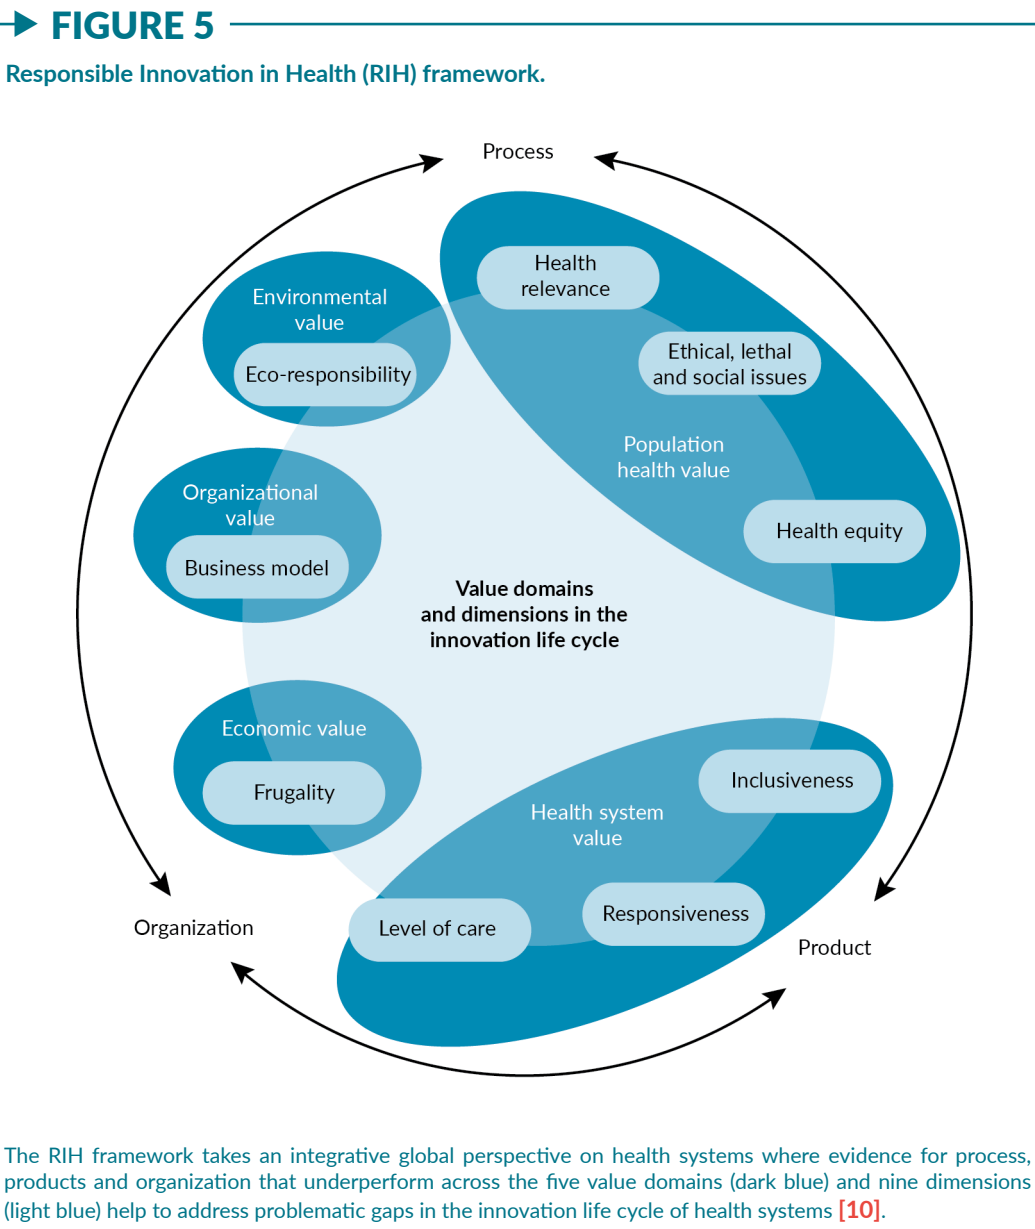 FIGURE 5
Responsible Innovation in Health (RIH) framework.
Process
Health
relevance
Environmental
value
Ethical, lethal
and social issues
Eco-responsibility
Population
health value
Organizational
value
Health equity
Business model
Value domains
and dimensions in the
innovation life cycle
Economic value
Inclusiveness
Frugality
Health system
value
Responsiveness
Level of care
Organization
Product
The RIH framework takes an integrative global perspective on health systems where evidence for process,
products and organization that underperform across the five value domains (dark blue) and nine dimensions
(light blue) help to address problematic gaps in the innovation life cycle of health systems [10].